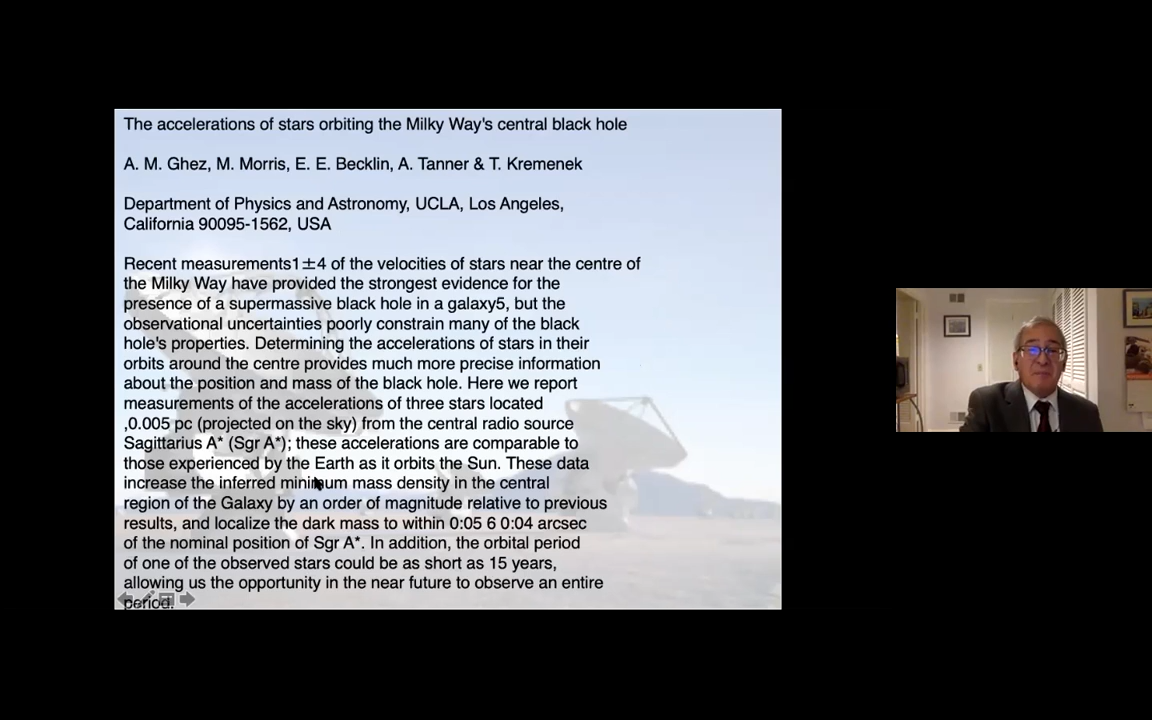 The accelerations of stars orbiting the Milky Way's central black hole
A. M. Ghez, M. Morris, E. E. Becklin, A. Tanner & T. Kremenek
Department of Physics and Astronomy, UCLA, Los Angeles,
California 90095-1562, USA
Recent measurements1±4 of the velocities of stars near the centre of
the Milky Way have provided the strongest evidence for the
presence of a supermassive black hole in a galaxy5, but the
observational uncertainties poorly constrain many of the black
hole's properties. Determining the accelerations of stars in their
orbits around the centre provides much more precise information
about the position and mass of the black hole. Here we report
measurements of the accelerations of three stars located
,0.005 pc (projected on the sky) from the central radio source
Sagittarius A* (Sgr A*); these accelerations are comparable to
those experienced by the Earth as it orbits the Sun. These data
increase the inferred minimum mass density in the central
region of the Galaxy by an order of magnitude relative to previous
results, and localize the dark mass to within 0:05 6 0:04 arcsec
of the nominal position of Sgr A*. In addition, the orbital period
of one of the observed stars could be as short as 15 years,
allowing us the opportunity in the near future to observe an entire
period.